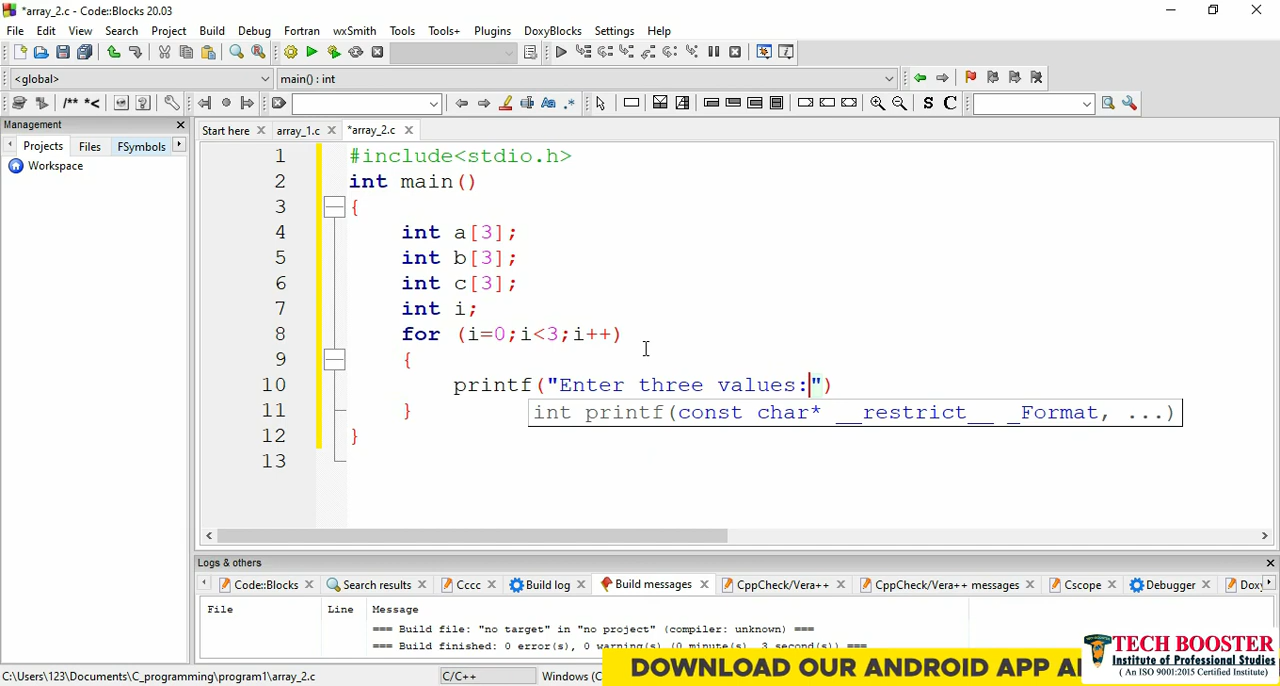 *array_2.c - Code::Blocks 20.03
File Edit View Search Project Build Debug Fortran wxSmith Tools Tools+ Plugins DoxyBlocks Settings Help
<global> main() : int
/** *< Aa .* S C
Management
Projects Files FSymbols
Workspace
Start here array_1.c *array_2.c
1 #include<stdio.h>
2 int main()
3 {
4 int a[3];
5 int b[3];
6 int c[3];
7 int i;
8 for (i=0;i<3;i++)
9 {
10 printf("Enter three values:")
int printf(const char* __restrict__ _Format, ...)
11 }
12 }
13
Logs & others
Code::Blocks Search results Cccc Build log Build messages CppCheck/Vera++ CppCheck/Vera++ messages Cscope Debugger Doxy
File Line Message
=== Build file: "no target" in "no project" (compiler: unknown) ===
=== Build finished: 0 error(s), 0 warning(s) (0 minute(s), 3 second(s)) ===
C:\Users\123\Documents\C_programming\program1\array_2.c C/C++ Windows (C
DOWNLOAD OUR ANDROID APP A
TECH BOOSTER
Institute of Professional Studies
( An ISO 9001:2015 Certified Institute)